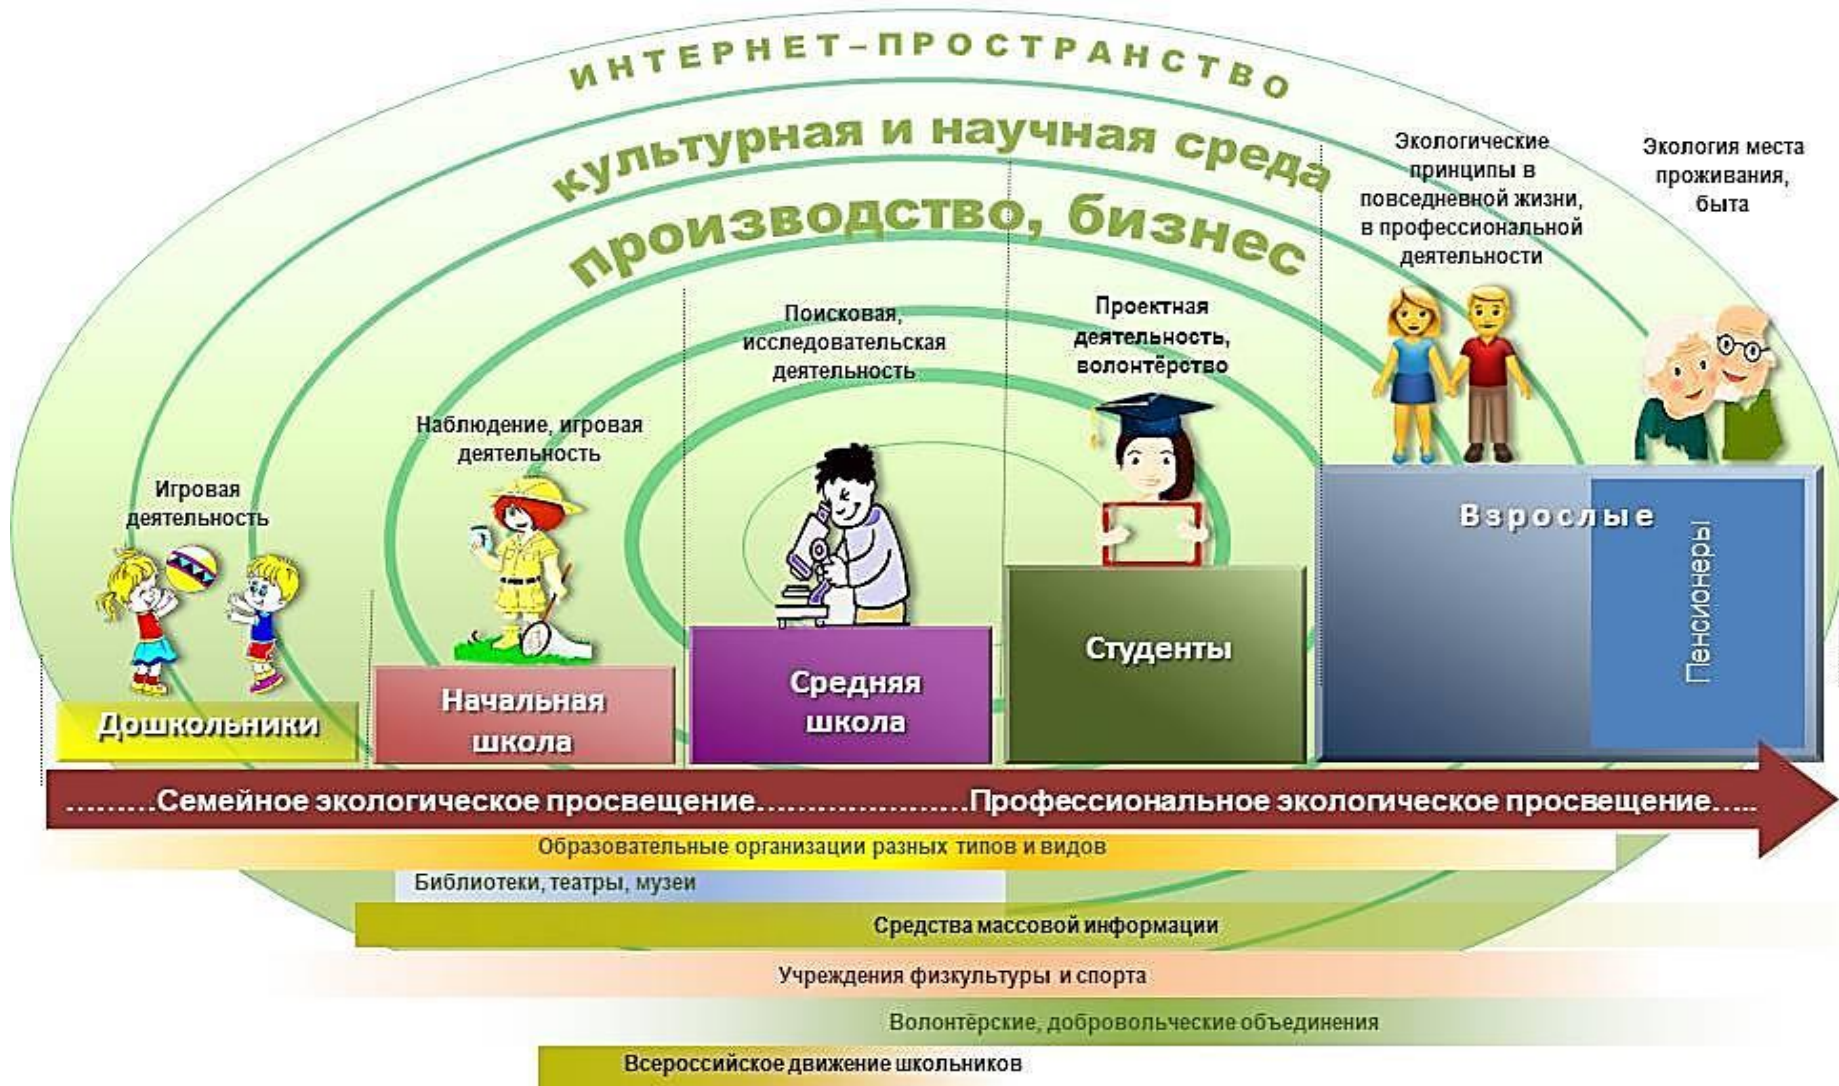 ИНТЕРНЕТ–ПРОСТРАНСТВО
культурная и научная среда
производство, бизнес
Экологические
принципы в
повседневной жизни,
в профессиональной
деятельности
Экология места
проживания,
быта
Поисковая,
исследовательская
деятельность
Проектная
деятельность,
волонтёрство
Наблюдение, игровая
деятельность
Игровая
деятельность
Дошкольники
Начальная
школа
Средняя
школа
Студенты
Взрослые
Пенсионеры
………Семейное экологическое просвещение…………………Профессиональное экологическое просвещение…..
Образовательные организации разных типов и видов
Библиотеки, театры, музеи
Средства массовой информации
Учреждения физкультуры и спорта
Волонтёрские, добровольческие объединения
Всероссийское движение школьников